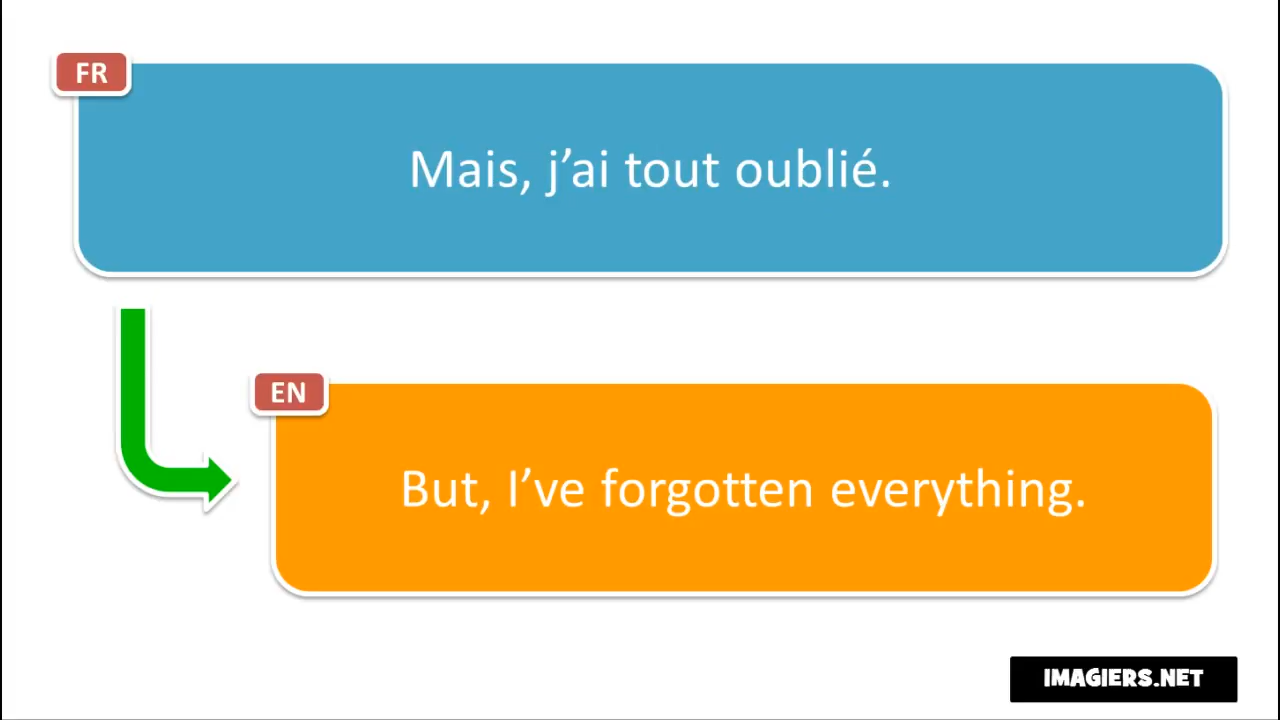 FR
Mais, j’ai tout oublié.
EN
But, I’ve forgotten everything.
IMAGIERS.NET